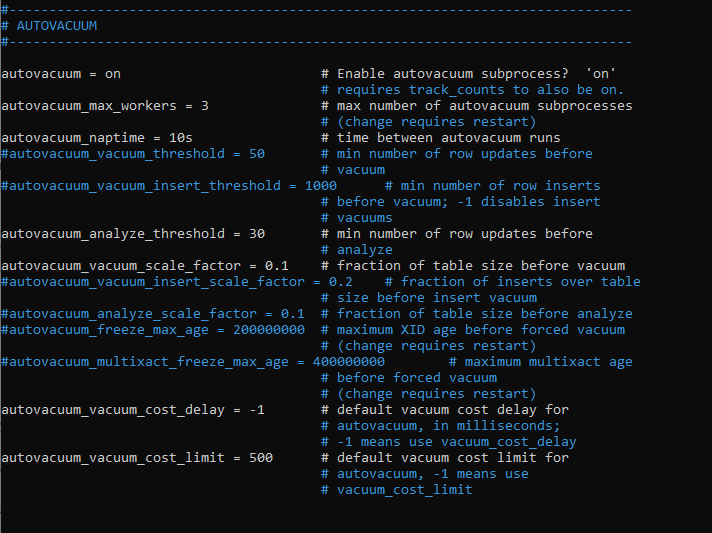 #------------------------------------------------------------------------------
# AUTOVACUUM
#------------------------------------------------------------------------------
autovacuum = on # Enable autovacuum subprocess? 'on'
# requires track_counts to also be on.
autovacuum_max_workers = 3 # max number of autovacuum subprocesses
# (change requires restart)
autovacuum_naptime = 10s # time between autovacuum runs
#autovacuum_vacuum_threshold = 50 # min number of row updates before
# vacuum
#autovacuum_vacuum_insert_threshold = 1000 # min number of row inserts
# before vacuum; -1 disables insert
# vacuums
autovacuum_analyze_threshold = 30 # min number of row updates before
# analyze
autovacuum_vacuum_scale_factor = 0.1 # fraction of table size before vacuum
#autovacuum_vacuum_insert_scale_factor = 0.2 # fraction of inserts over table
# size before insert vacuum
#autovacuum_analyze_scale_factor = 0.1 # fraction of table size before analyze
#autovacuum_freeze_max_age = 200000000 # maximum XID age before forced vacuum
# (change requires restart)
#autovacuum_multixact_freeze_max_age = 400000000 # maximum multixact age
# before forced vacuum
# (change requires restart)
autovacuum_vacuum_cost_delay = -1 # default vacuum cost delay for
# autovacuum, in milliseconds;
# -1 means use vacuum_cost_delay
autovacuum_vacuum_cost_limit = 500 # default vacuum cost limit for
# autovacuum, -1 means use
# vacuum_cost_limit